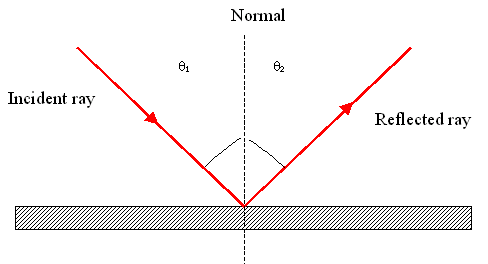 Normal
θ1 θ2
Incident ray
Reflected ray